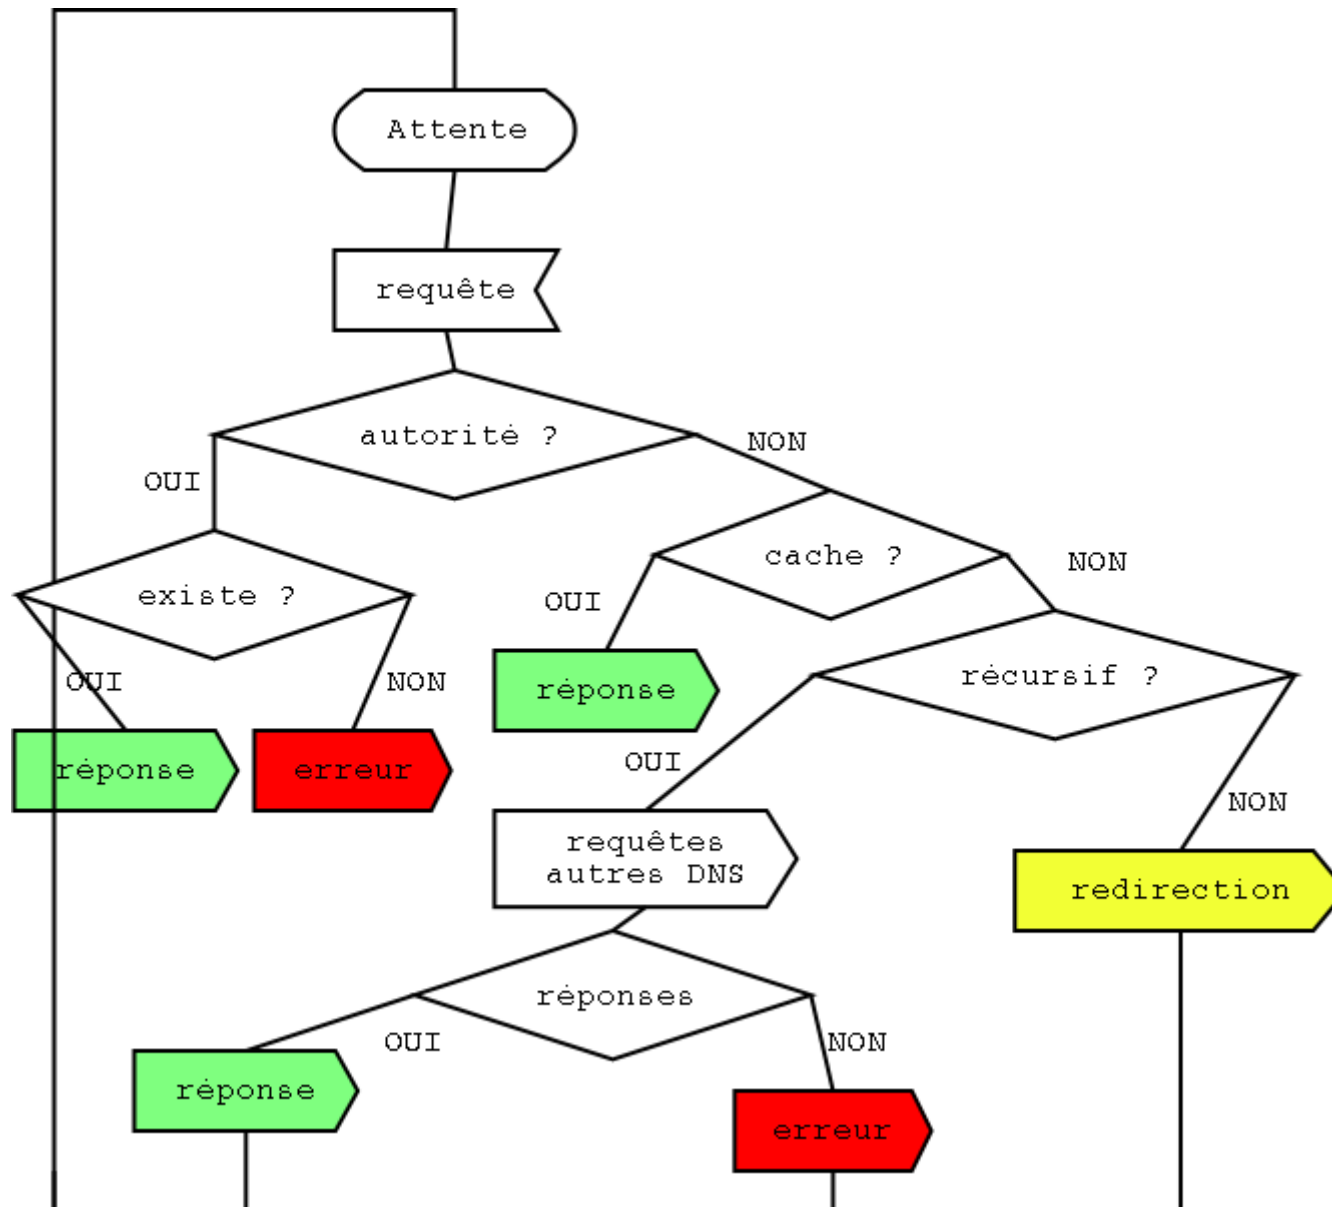 Attente
requête
autorité ?
NON
OUI
cache ?
NON
existe ?
OUI
récursif ?
OUI
NON
réponse
OUI
réponse
erreur
NON
requêtes
autres DNS
redirection
réponses
OUI
NON
réponse
erreur